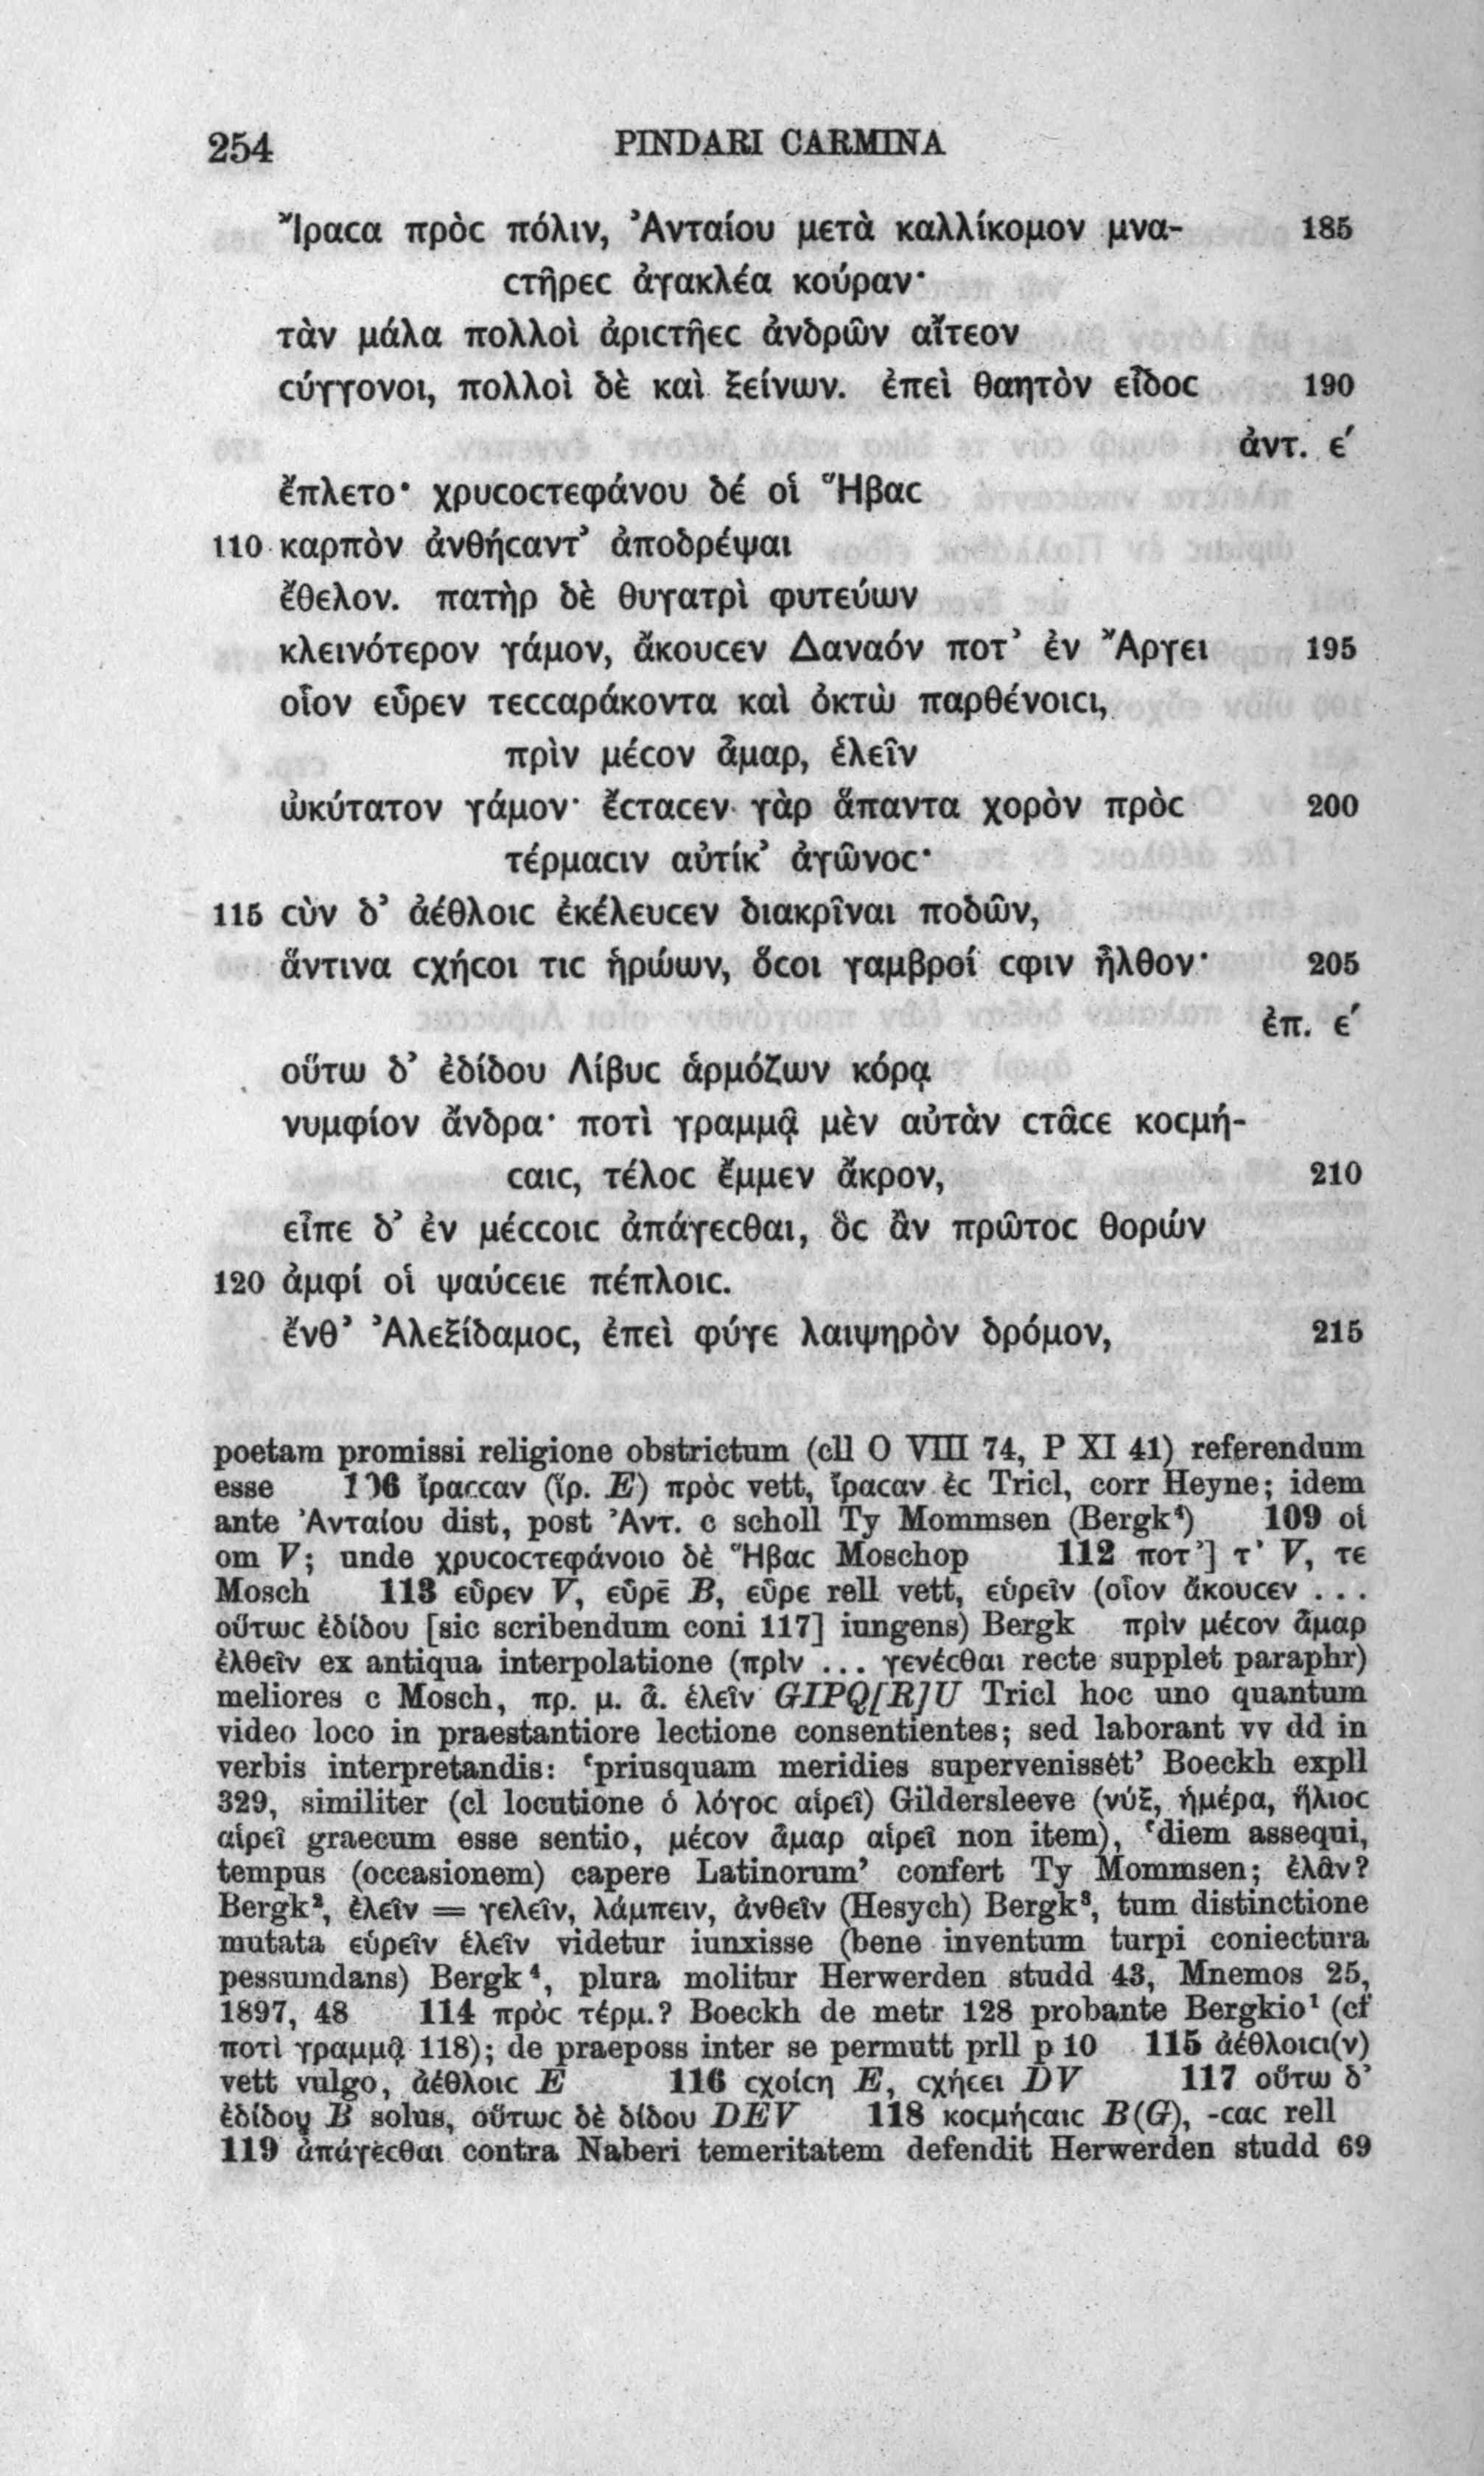 254 PINDARI CARMINA
Ἴραϲα πρὸϲ πόλιν, Ἀνταίου μετὰ καλλίκομον μνα- 185
ϲτῆρεϲ ἀγακλέα κούραν·
τὰν μάλα πολλοὶ ἀριϲτῆεϲ ἀνδρῶν αἴτεον
ϲύγγονοι, πολλοὶ δὲ καὶ ξείνων. ἐπεὶ θαητὸν εἶδοϲ 190
ἀντ. ε′
ἔπλετο· χρυϲοϲτεφάνου δέ οἱ Ἥβαϲ
110 καρπὸν ἀνθήϲαντ’ ἀποδρέψαι
ἔθελον. πατὴρ δὲ θυγατρὶ φυτεύων
κλεινότερον γάμον, ἄκουϲεν Δαναόν ποτ’ ἐν Ἄργει 195
οἷον εὗρεν τεϲϲαράκοντα καὶ ὀκτὼ παρθένοιϲι,
πρὶν μέϲον ἆμαρ, ἑλεῖν
ὠκύτατον γάμον· ἔϲταϲεν γὰρ ἅπαντα χορὸν πρὸϲ 200
τέρμαϲιν αὐτίκ’ ἀγῶνοϲ·
115 ϲὺν δ’ ἀέθλοιϲ ἐκέλευϲεν διακρῖναι ποδῶν,
ἅντινα ϲχήϲοι τιϲ ἡρώων, ὅϲοι γαμβροί ϲφιν ἦλθον· 205
ἐπ. ε′
οὕτω δ’ ἐδίδου Λίβυϲ ἁρμόζων κόρᾳ
νυμφίον ἄνδρα· ποτὶ γραμμᾷ μὲν αὐτὰν ϲτᾶϲε κοϲμή-
ϲαιϲ, τέλοϲ ἔμμεν ἄκρον, 210
εἶπε δ’ ἐν μέϲϲοιϲ ἀπάγεϲθαι, ὃϲ ἂν πρῶτοϲ θορών
120 ἀμφί οἱ ψαύϲειε πέπλοιϲ.
ἔνθ’ Ἀλεξίδαμοϲ, ἐπεὶ φύγε λαιψηρὸν δρόμον, 215
poetam promissi religione obstrictum (cll O VIII 74, P XI 41) referendum
esse 106 ἴραϲϲαν (ἵρ. E) πρὸϲ vett, ἴραϲαν ἐϲ Tricl, corr Heyne; idem
ante Ἀνταίου dist, post Ἀντ. c scholl Ty Mommsen (Bergk⁴) 109 οἱ
om V; unde χρυϲοϲτεφάνοιο δὲ Ἥβαϲ Moschop 112 ποτ’] τ’ V, τε
Mosch 113 εὗρεν V, εὗρε̄ B, εὗρε rell vett, εὑρεῖν (οἷον ἄκουϲεν ...
οὕτωϲ ἐδίδου [sic scribendum coni 117] iungens) Bergk πρὶν μέϲον ἆμαρ
ἐλθεῖν ex antiqua interpolatione (πρὶν ... γενέϲθαι recte supplet paraphr)
meliores c Mosch, πρ. μ. ἆ. ἑλεῖν GIPQ[R]U Tricl hoc uno quantum
video loco in praestantiore lectione consentientes; sed laborant vv dd in
verbis interpretandis: ‘priusquam meridies supervenisset’ Boeckh expll
329, similiter (cl locutione ὁ λόγοϲ αἱρεῖ) Gildersleeve (νύξ, ἡμέρα, ἥλιοϲ
αἱρεῖ graecum esse sentio, μέϲον ἆμαρ αἱρεῖ non item), ‘diem assequi,
tempus (occasionem) capere Latinorum’ confert Ty Mommsen; ἐλᾶν?
Bergk², ἐλεῖν = γελεῖν, λάμπειν, ἀνθεῖν (Hesych) Bergk³, tum distinctione
mutata εὑρεῖν ἑλεῖν videtur iunxisse (bene inventum turpi coniectura
pessumdans) Bergk⁴, plura molitur Herwerden studd 43, Mnemos 25,
1897, 48 114 πρὸϲ τέρμ.? Boeckh de metr 128 probante Bergkio¹ (cf
ποτὶ γραμμᾷ 118); de praeposs inter se permutt prll p 10 115 ἀέθλοιϲι(ν)
vett vulgo, ἀέθλοιϲ E 116 ϲχοίϲη E, ϲχήϲει DV 117 οὕτω δ’
ἐδίδου B solus, οὕτωϲ δὲ δίδου DEV 118 κοϲμήϲαιϲ B(G), -ϲαϲ rell
119 ἀπάγεϲθαι contra Naberi temeritatem defendit Herwerden studd 69